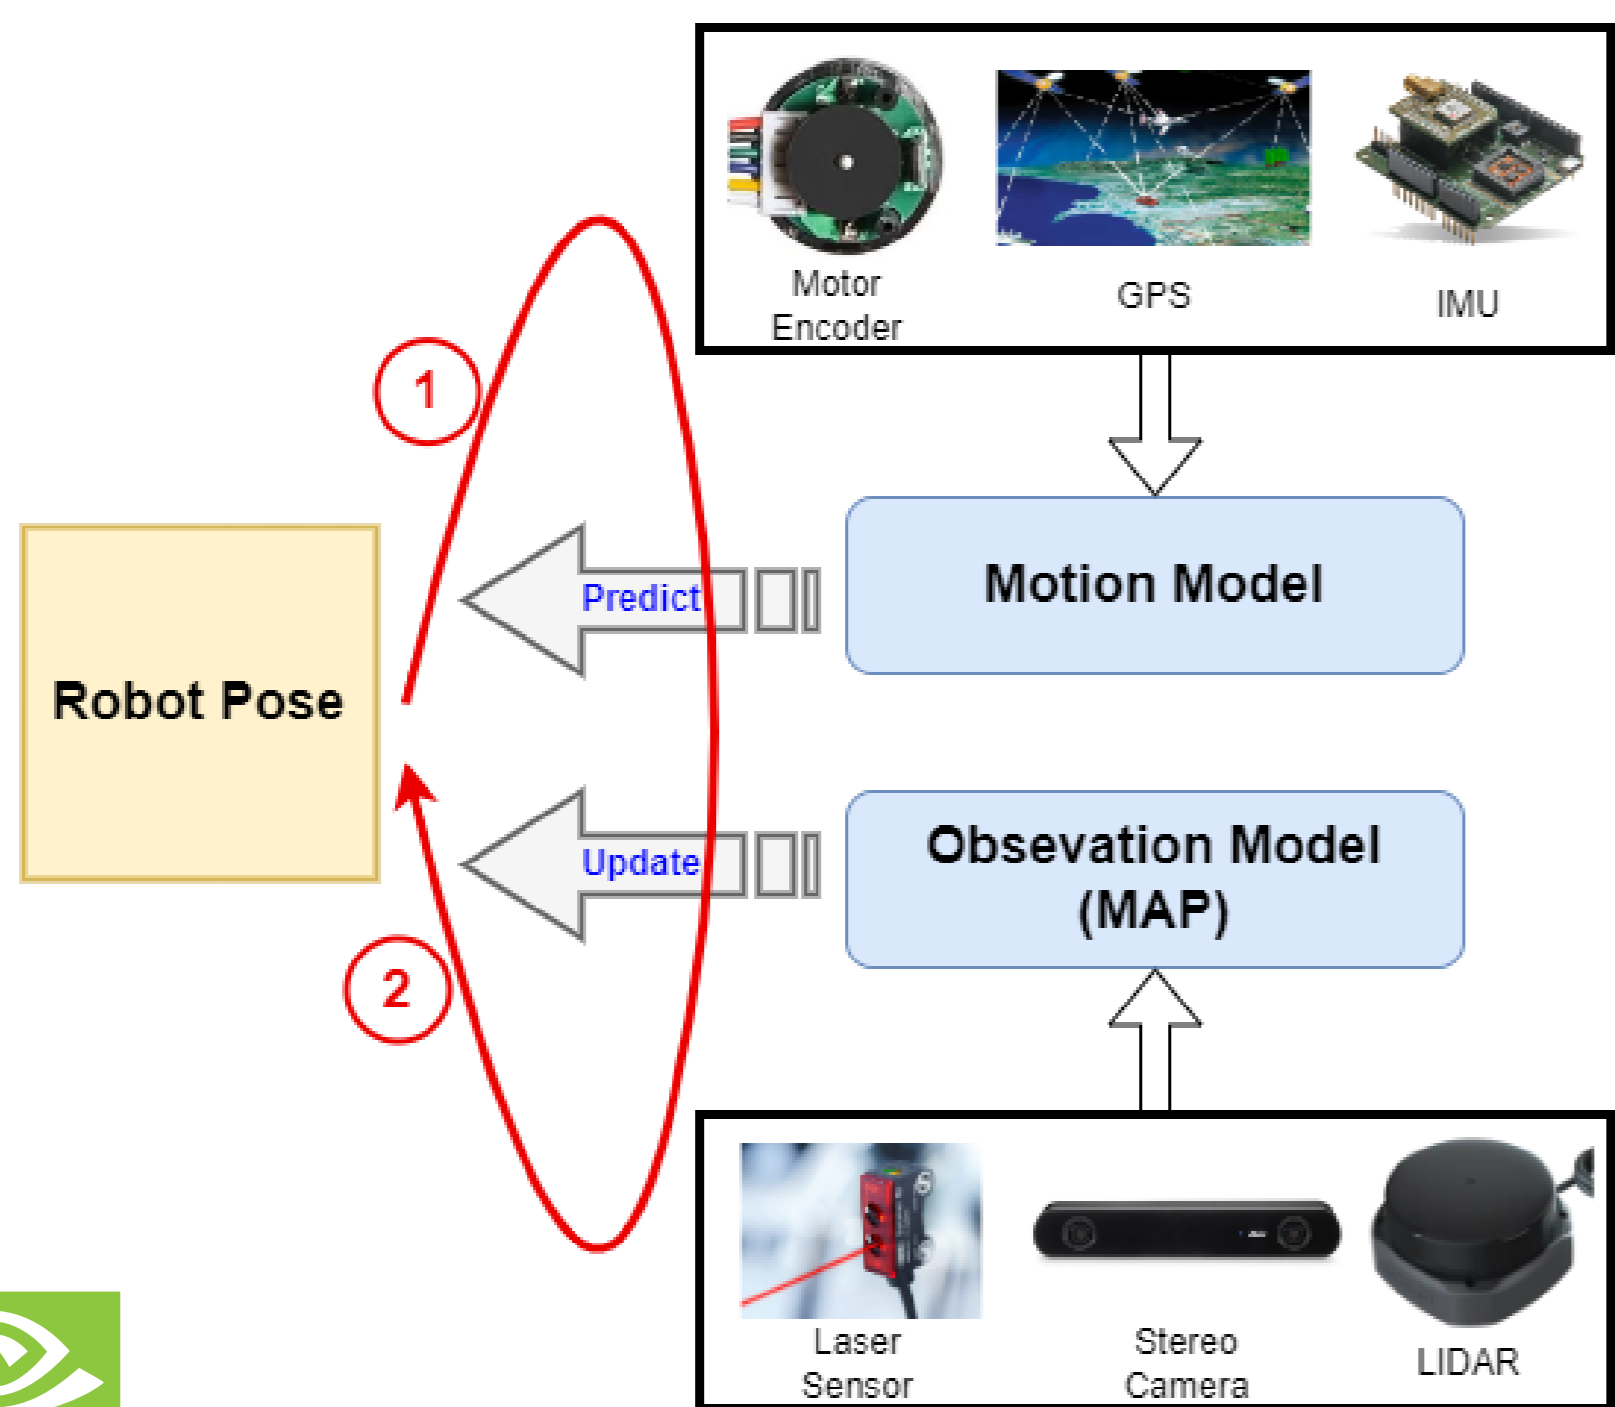 Motor
Encoder
GPS
IMU
1
Predict
Motion Model
Robot Pose
Update
Obsevation Model
(MAP)
2
Laser
Sensor
Stereo
Camera
LIDAR